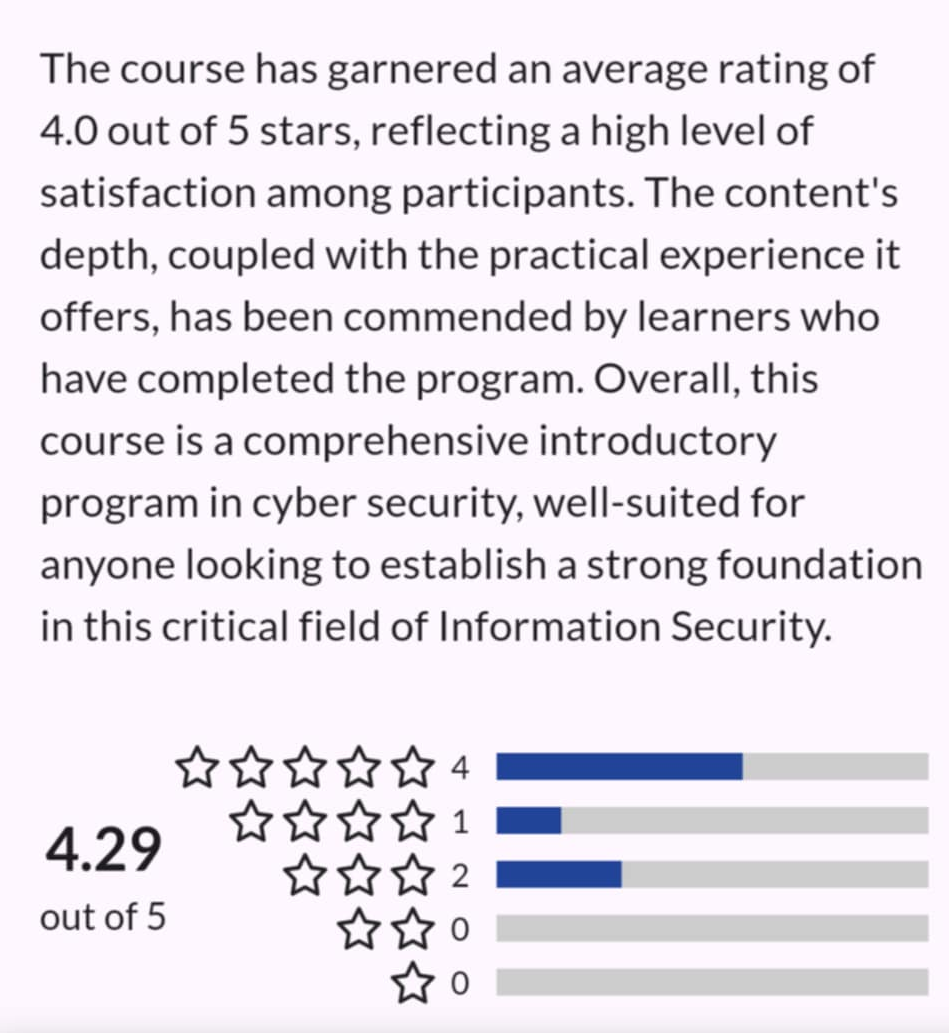 The course has garnered an average rating of
4.0 out of 5 stars, reflecting a high level of
satisfaction among participants. The content's
depth, coupled with the practical experience it
offers, has been commended by learners who
have completed the program. Overall, this
course is a comprehensive introductory
program in cyber security, well-suited for
anyone looking to establish a strong foundation
in this critical field of Information Security.
4.29
out of 5
4
1
2
0
0